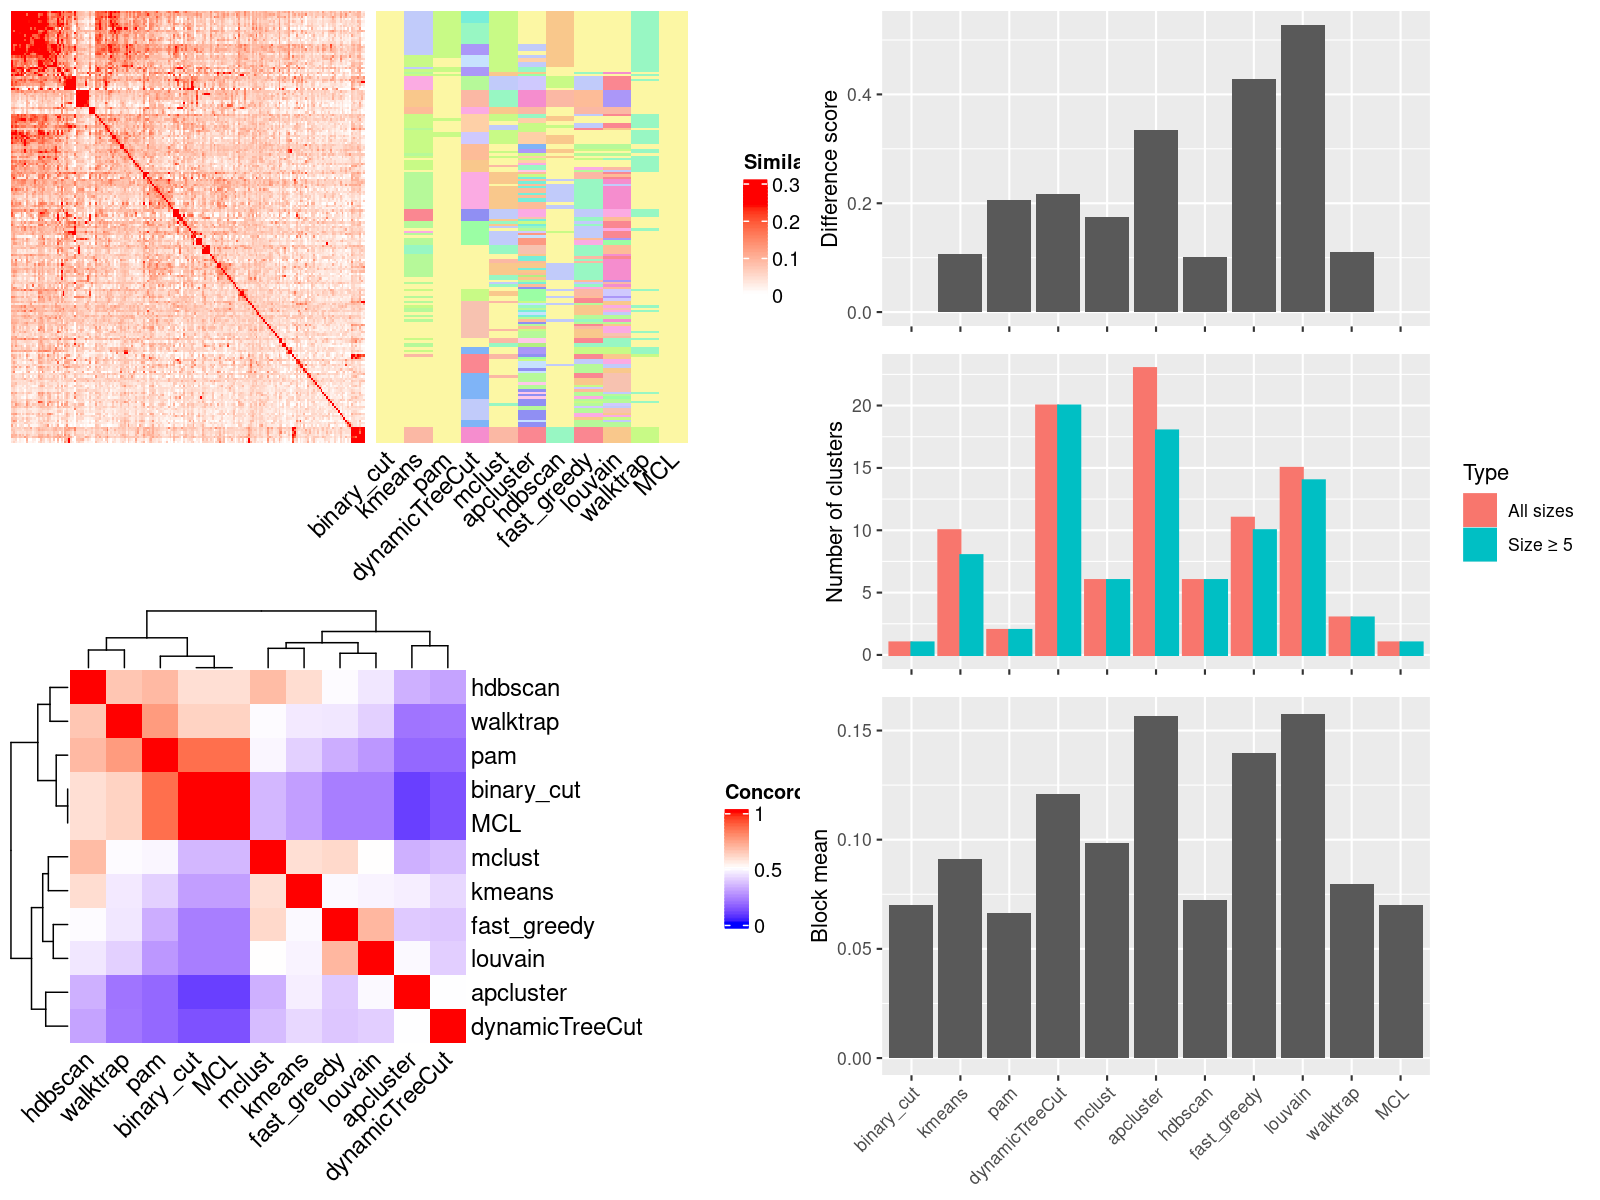 Simila
0.3
0.2
0.1
0
binary_cut
kmeans
pam
dynamicTreeCut
mclust
apcluster
hdbscan
fast_greedy
louvain
walktrap
MCL
hdbscan
walktrap
pam
binary_cut
MCL
mclust
kmeans
fast_greedy
louvain
apcluster
dynamicTreeCut
Concord
1
0.5
0
hdbscan
walktrap
pam
binary_cut
MCL
mclust
kmeans
fast_greedy
louvain
apcluster
dynamicTreeCut
Difference score
0.4
0.2
0.0
Number of clusters
20
15
10
5
0
Type
All sizes
Size ≥ 5
Block mean
0.15
0.10
0.05
0.00
binary_cut
kmeans
pam
dynamicTreeCut
mclust
apcluster
hdbscan
fast_greedy
louvain
walktrap
MCL